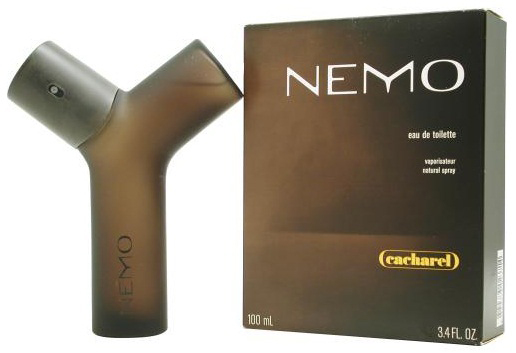 NEMO
NEMO
eau de toilette
vaporisateur
natural spray
cacharel
100 mL
3.4 FL. OZ.